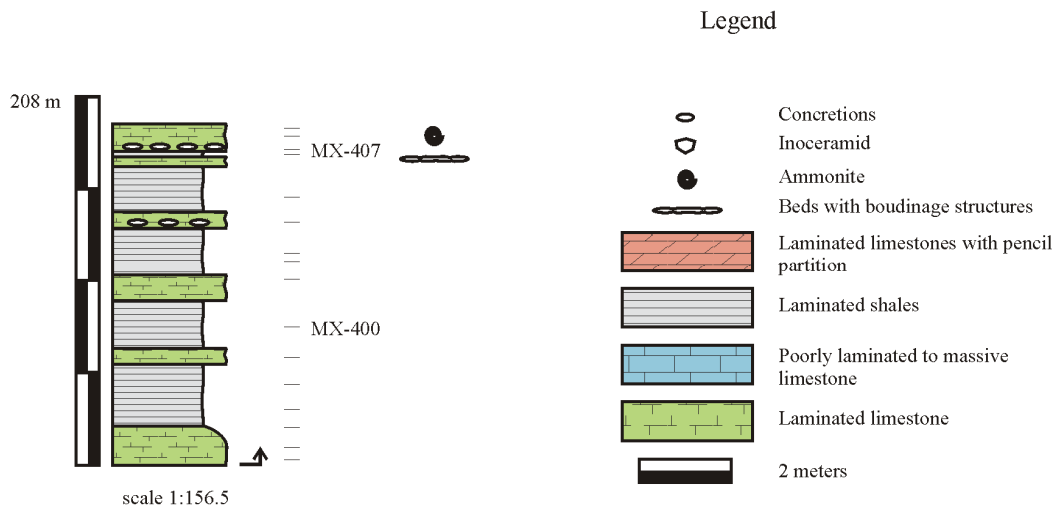 Legend
208 m
MX-407
MX-400
scale 1:156.5
Concretions
Inoceramid
Ammonite
Beds with boudinage structures
Laminated limestones with pencil
partition
Laminated shales
Poorly laminated to massive
limestone
Laminated limestone
2 meters